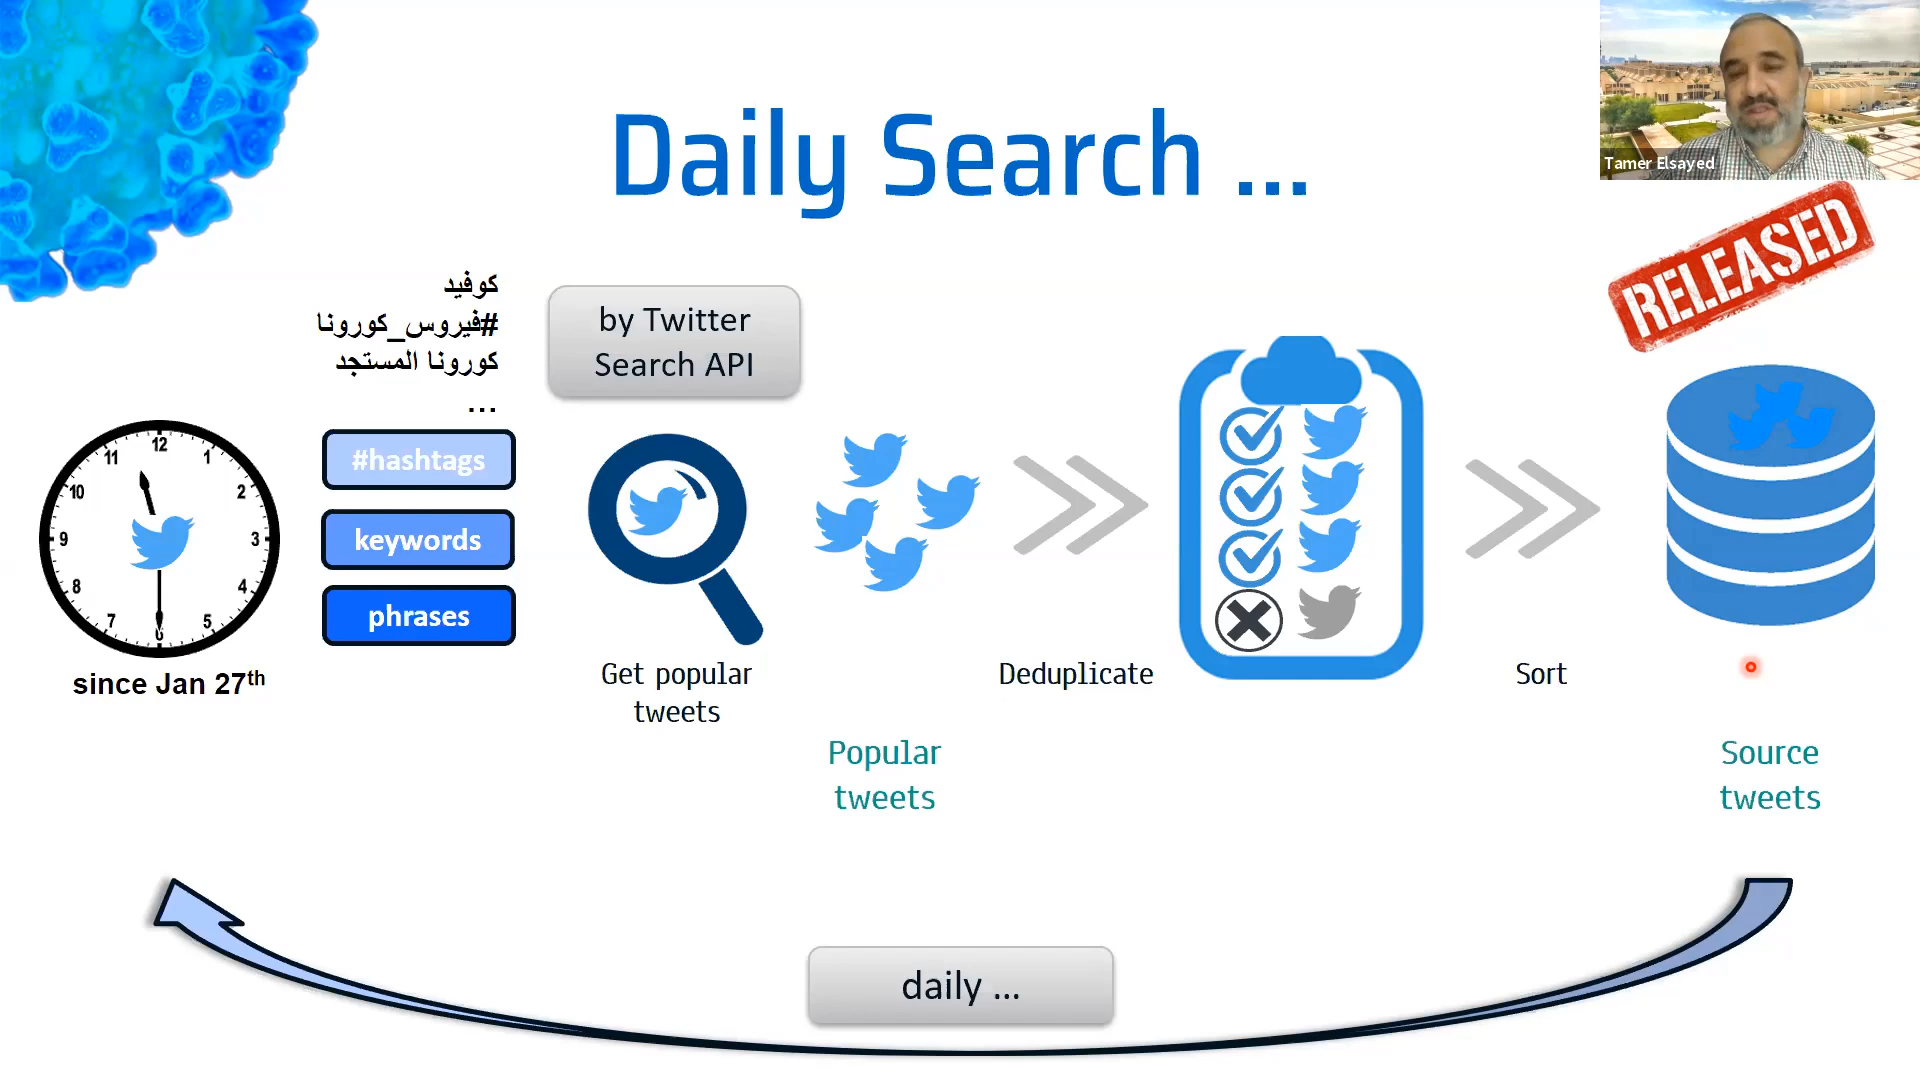 Daily Search ...
Tamer Elsayed
RELEASED
كوفيد
#فيروس_كورونا
كورونا المستجد
...
by Twitter
Search API
12
1
2
3
4
5
6
7
8
9
10
11
since Jan 27th
#hashtags
keywords
phrases
Get popular
tweets
Deduplicate
Sort
Popular
tweets
Source
tweets
daily ...